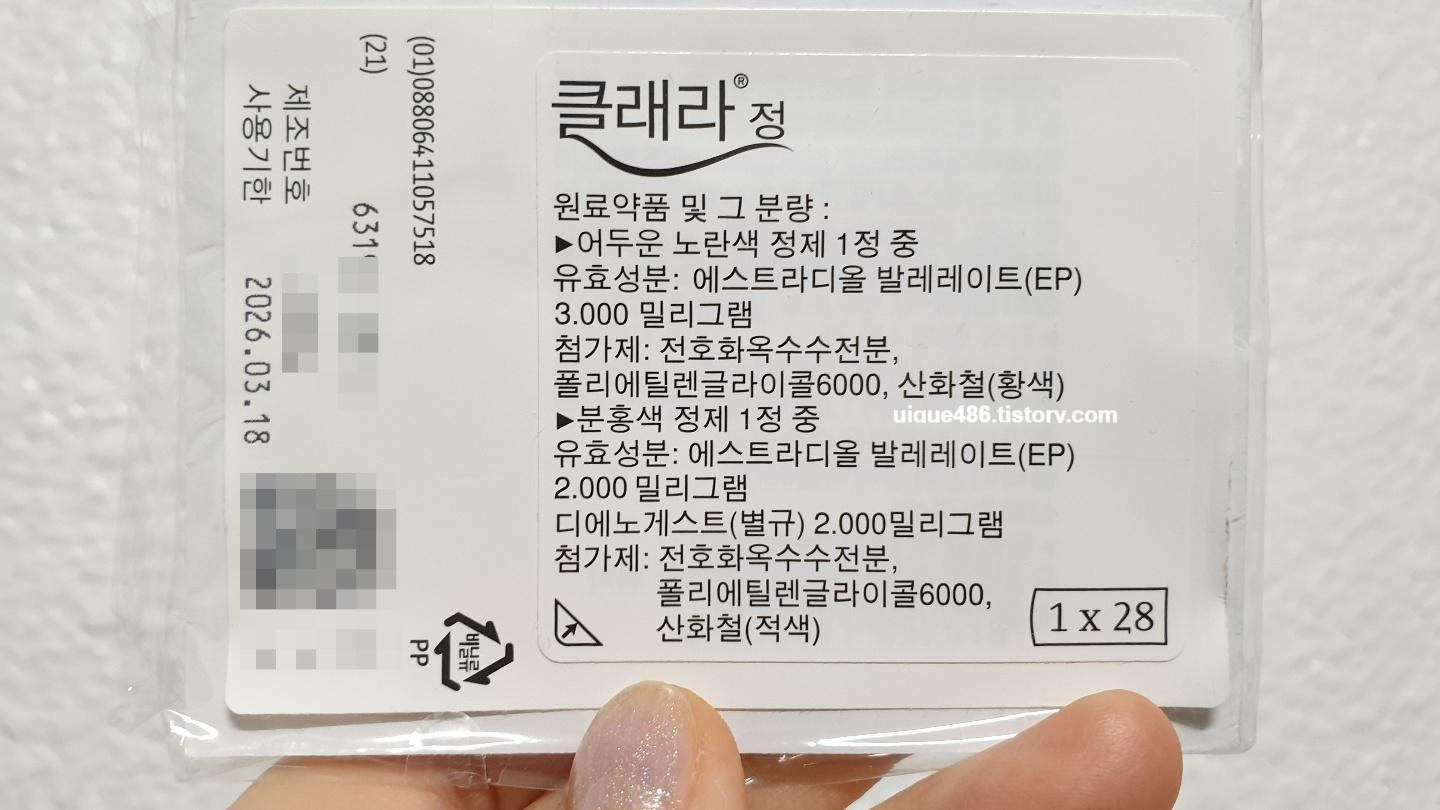 클래라® 정
원료약품 및 그 분량 :
▶어두운 노란색 정제 1정 중
유효성분: 에스트라디올 발레레이트(EP)
3.000 밀리그램
첨가제: 전호화옥수수전분,
폴리에틸렌글라이콜6000, 산화철(황색)
▶분홍색 정제 1정 중
유효성분: 에스트라디올 발레레이트(EP)
2.000 밀리그램
디에노게스트(별규) 2.000밀리그램
첨가제: 전호화옥수수전분,
폴리에틸렌글라이콜6000,
산화철(적색)
1 x 28
(01)08806411057518
(21) 631
제조번호
사용기한 2026.03.18
비닐류
PP
uique486.tistory.com